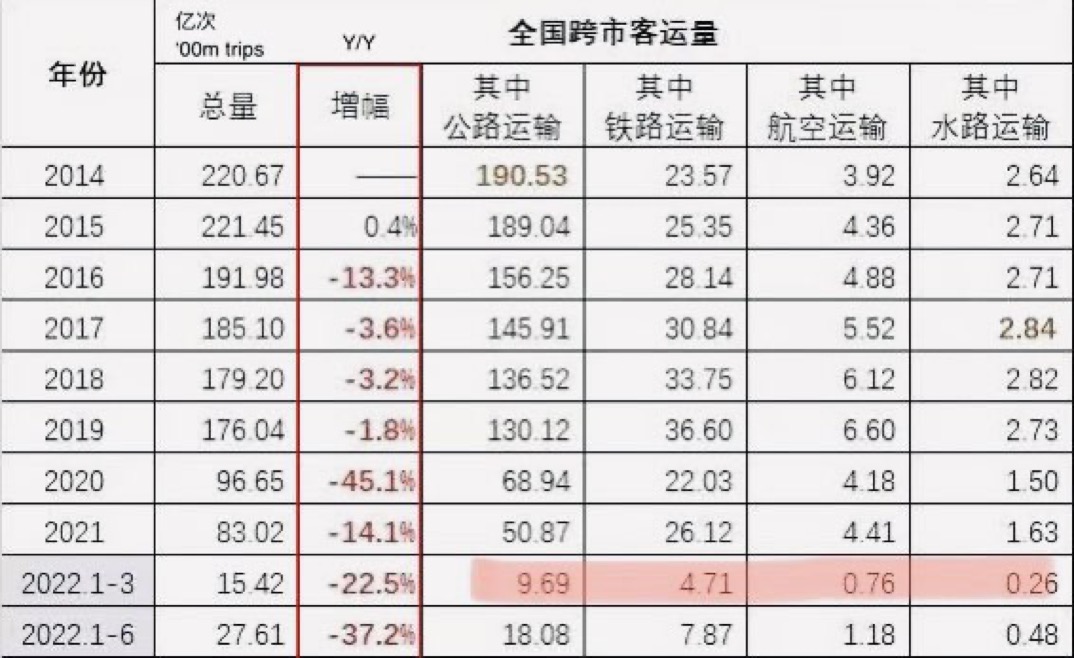 年份 亿次 '00m trips Y/Y 全国跨市客运量
总量 增幅 其中 公路运输 其中 铁路运输 其中 航空运输 其中 水路运输
2014 220.67 —— 190.53 23.57 3.92 2.64
2015 221.45 0.4% 189.04 25.35 4.36 2.71
2016 191.98 -13.3% 156.25 28.14 4.88 2.71
2017 185.10 -3.6% 145.91 30.84 5.52 2.84
2018 179.20 -3.2% 136.52 33.75 6.12 2.82
2019 176.04 -1.8% 130.12 36.60 6.60 2.73
2020 96.65 -45.1% 68.94 22.03 4.18 1.50
2021 83.02 -14.1% 50.87 26.12 4.41 1.63
2022.1-3 15.42 -22.5% 9.69 4.71 0.76 0.26
2022.1-6 27.61 -37.2% 18.08 7.87 1.18 0.48